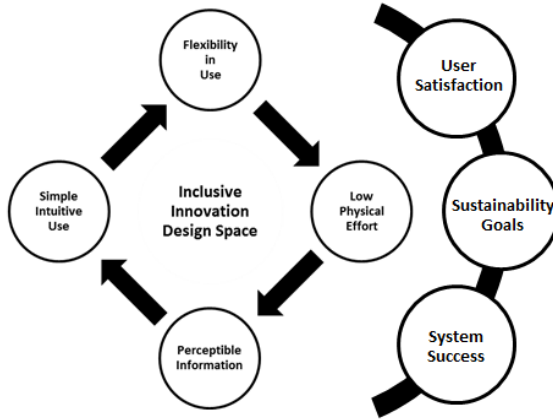 Flexibility
in
Use
User
Satisfaction
Simple
Intuitive
Use
Inclusive
Innovation
Design Space
Low
Physical
Effort
Sustainability
Goals
Perceptible
Information
System
Success